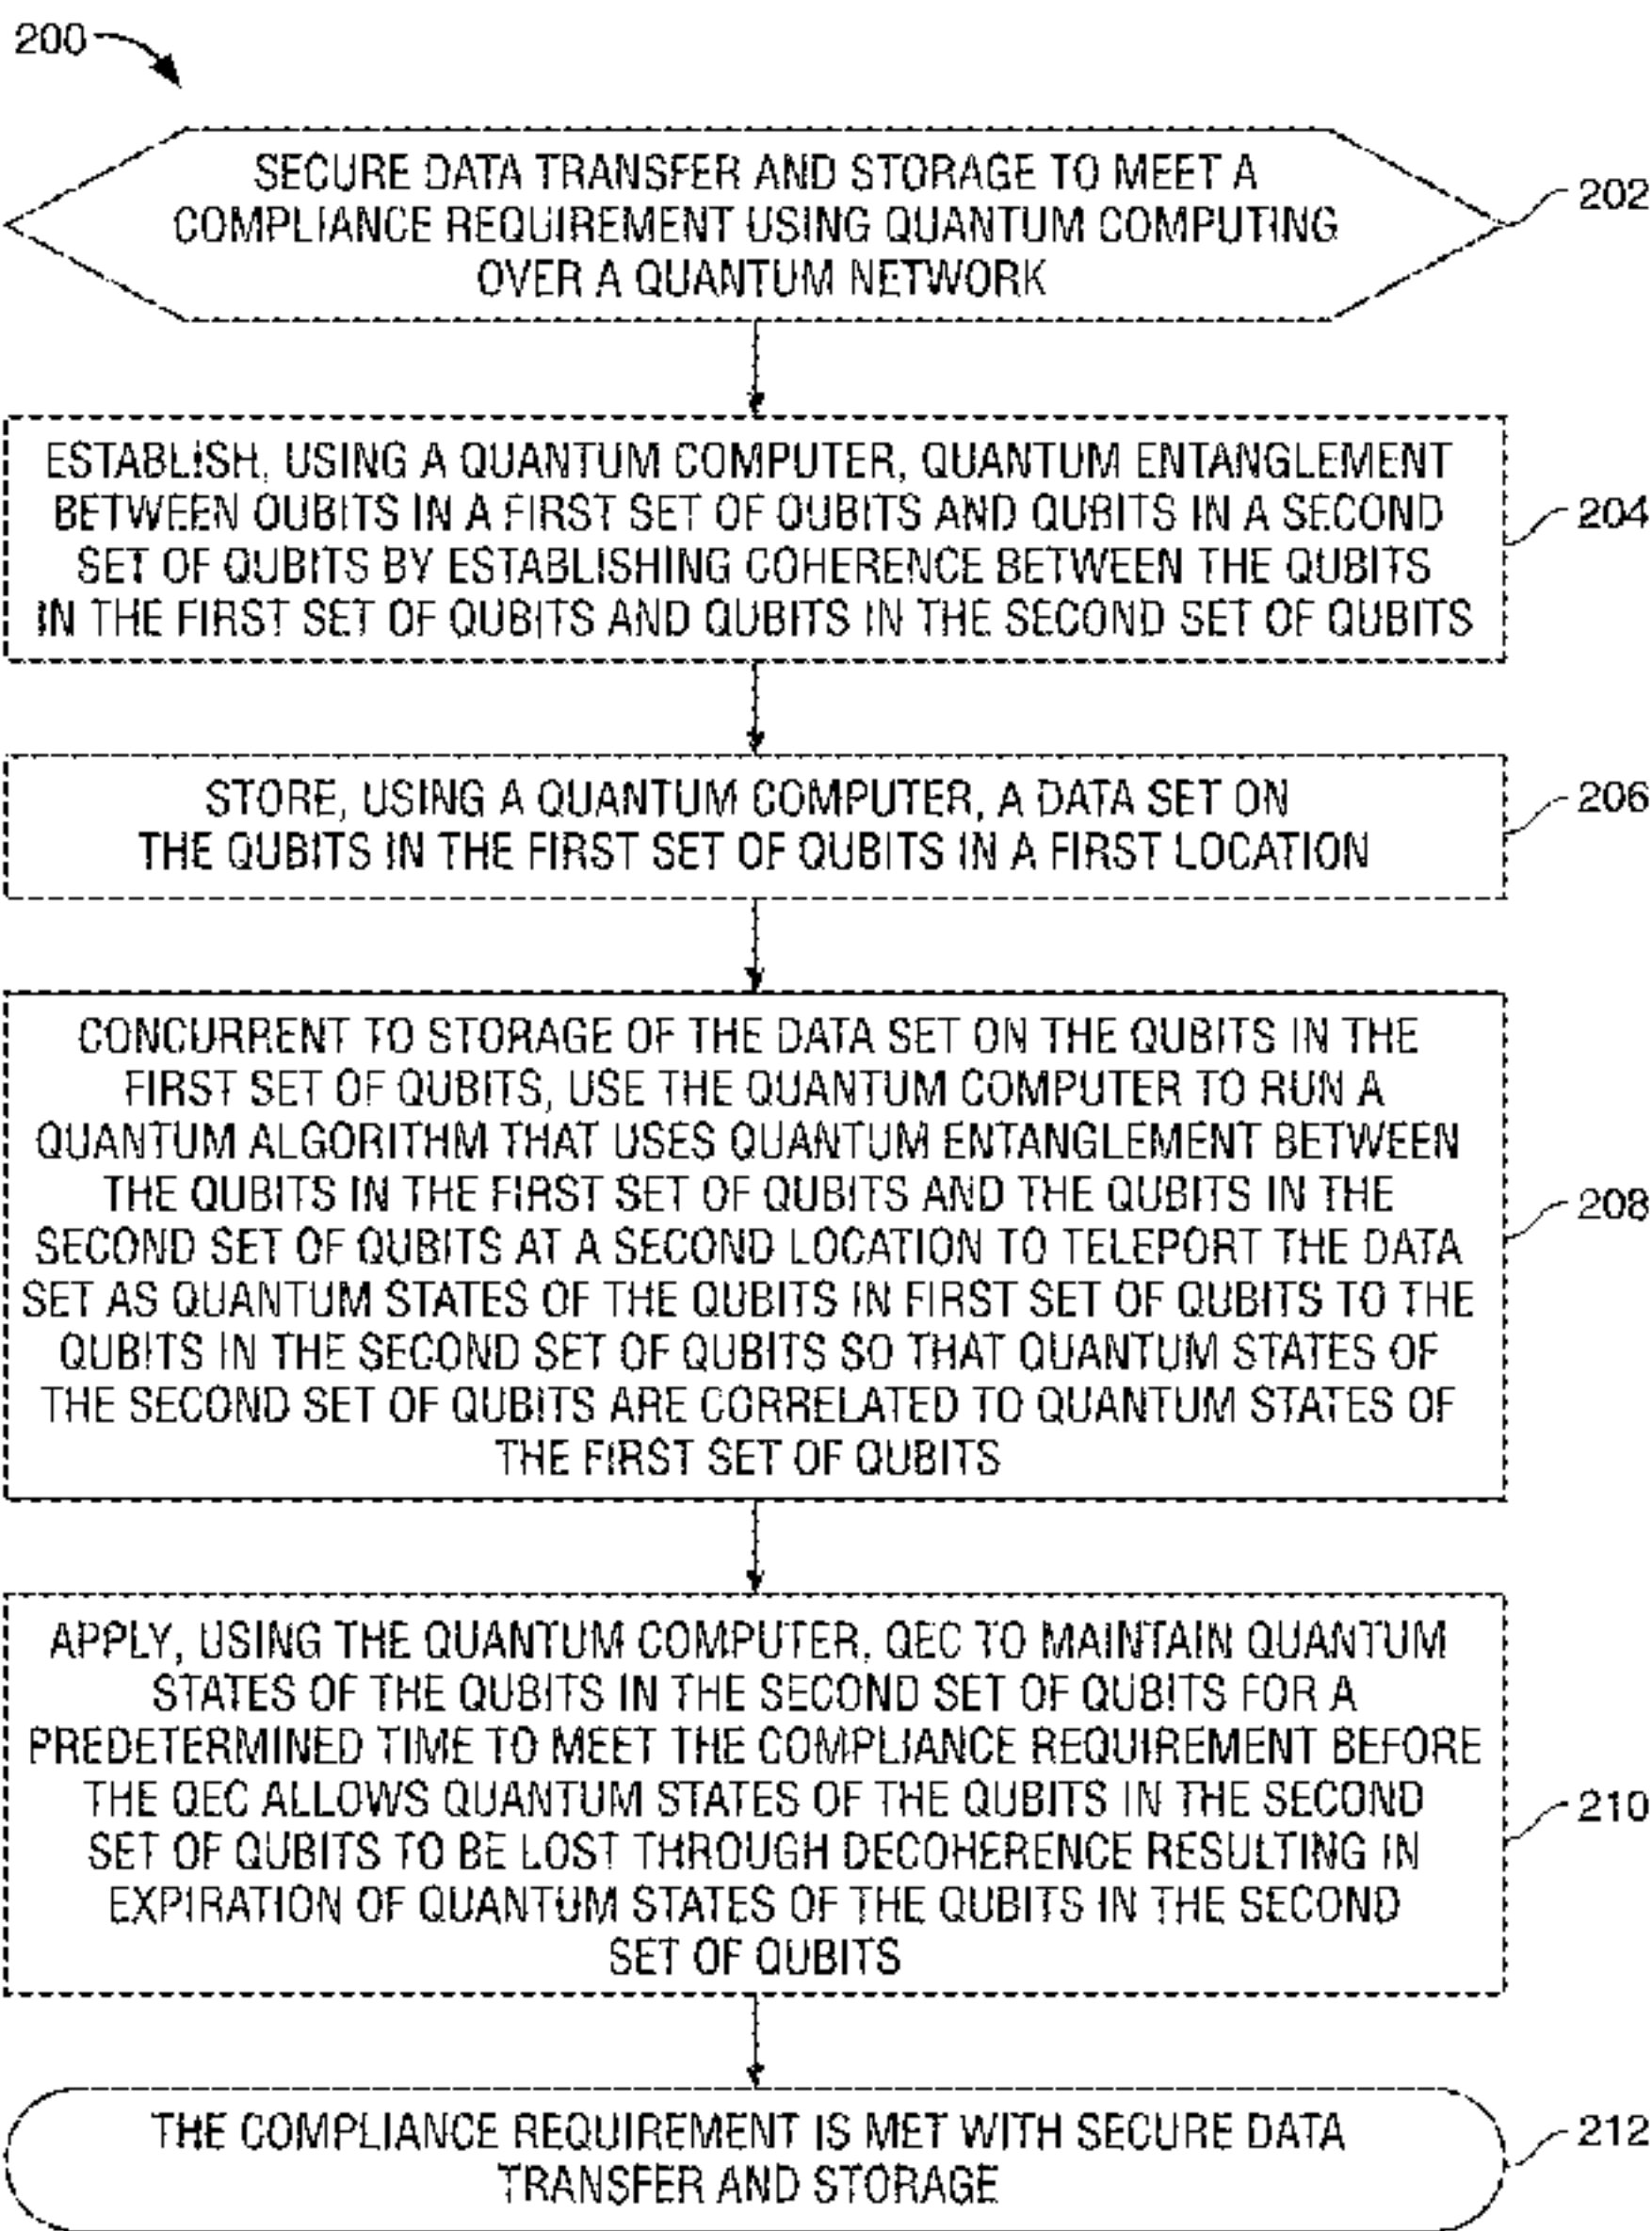 200
SECURE DATA TRANSFER AND STORAGE TO MEET A
COMPLIANCE REQUIREMENT USING QUANTUM COMPUTING
OVER A QUANTUM NETWORK
202
ESTABLISH, USING A QUANTUM COMPUTER, QUANTUM ENTANGLEMENT
BETWEEN QUBITS IN A FIRST SET OF QUBITS AND QUBITS IN A SECOND
SET OF QUBITS BY ESTABLISHING COHERENCE BETWEEN THE QUBITS
IN THE FIRST SET OF QUBITS AND QUBITS IN THE SECOND SET OF QUBITS
204
STORE, USING A QUANTUM COMPUTER, A DATA SET ON
THE QUBITS IN THE FIRST SET OF QUBITS IN A FIRST LOCATION
206
CONCURRENT TO STORAGE OF THE DATA SET ON THE QUBITS IN THE
FIRST SET OF QUBITS, USE THE QUANTUM COMPUTER TO RUN A
QUANTUM ALGORITHM THAT USES QUANTUM ENTANGLEMENT BETWEEN
THE QUBITS IN THE FIRST SET OF QUBITS AND THE QUBITS IN THE
SECOND SET OF QUBITS AT A SECOND LOCATION TO TELEPORT THE DATA
SET AS QUANTUM STATES OF THE QUBITS IN FIRST SET OF QUBITS TO THE
QUBITS IN THE SECOND SET OF QUBITS SO THAT QUANTUM STATES OF
THE SECOND SET OF QUBITS ARE CORRELATED TO QUANTUM STATES OF
THE FIRST SET OF QUBITS
208
APPLY, USING THE QUANTUM COMPUTER, QEC TO MAINTAIN QUANTUM
STATES OF THE QUBITS IN THE SECOND SET OF QUBITS FOR A
PREDETERMINED TIME TO MEET THE COMPLIANCE REQUIREMENT BEFORE
THE QEC ALLOWS QUANTUM STATES OF THE QUBITS IN THE SECOND
SET OF QUBITS TO BE LOST THROUGH DECOHERENCE RESULTING IN
EXPIRATION OF QUANTUM STATES OF THE QUBITS IN THE SECOND
SET OF QUBITS
210
THE COMPLIANCE REQUIREMENT IS MET WITH SECURE DATA
TRANSFER AND STORAGE
212